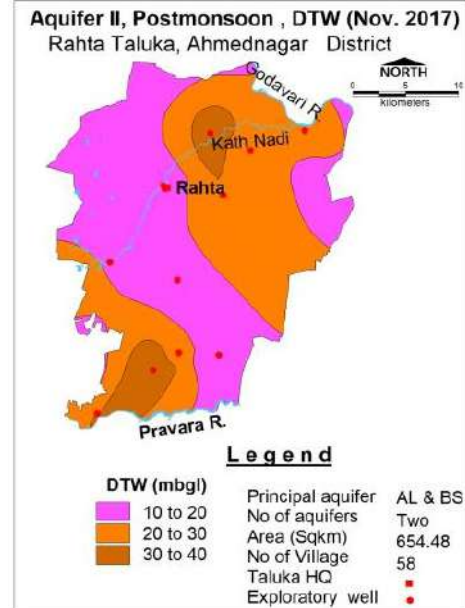 Aquifer II, Postmonsoon , DTW (Nov. 2017)
Rahta Taluka, Ahmednagar District
Godavari R.
NORTH
0 5 10
kilometers
Kath Nadi
Rahta
Pravara R.
Legend
DTW (mbgl)
10 to 20
20 to 30
30 to 40
Principal aquifer AL & BS
No of aquifers Two
Area (Sqkm) 654.48
No of Village 58
Taluka HQ
Exploratory well